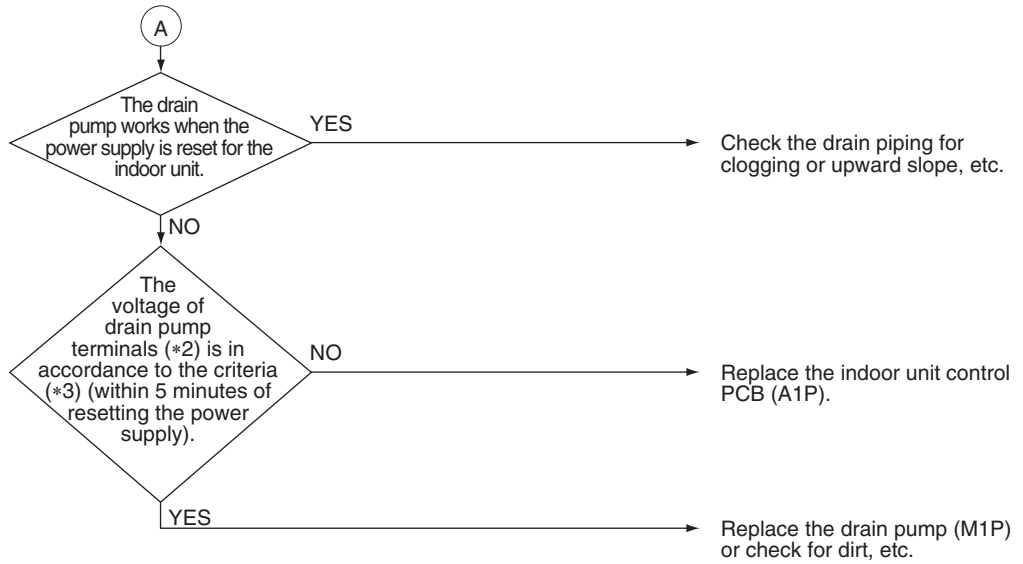 A
The drain
pump works when the
power supply is reset for the
indoor unit.
YES
Check the drain piping for
clogging or upward slope, etc.
NO
The
voltage of
drain pump
terminals (∗2) is in
accordance to the criteria
(∗3) (within 5 minutes of
resetting the power
supply).
NO
Replace the indoor unit control
PCB (A1P).
YES
Replace the drain pump (M1P)
or check for dirt, etc.